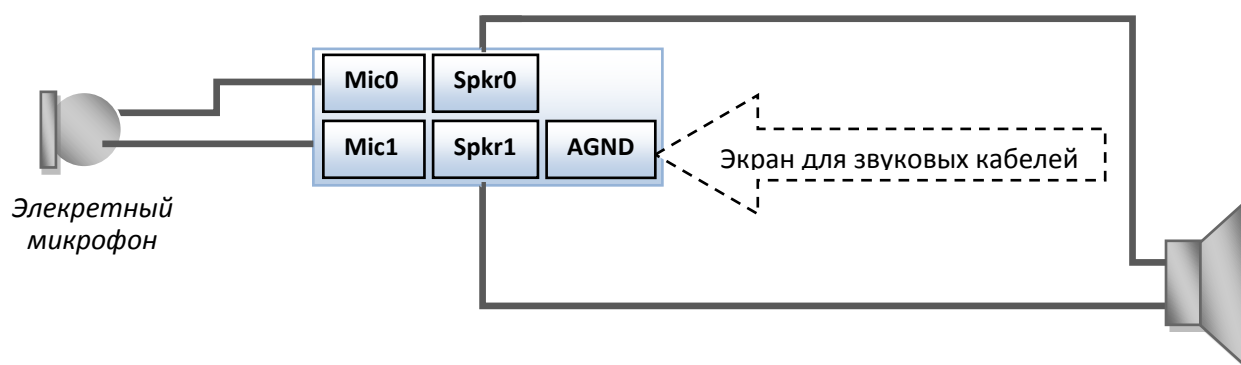 Mic0 Spkr0
Mic1 Spkr1 AGND
Экран для звуковых кабелей
Элекретный
микрофон